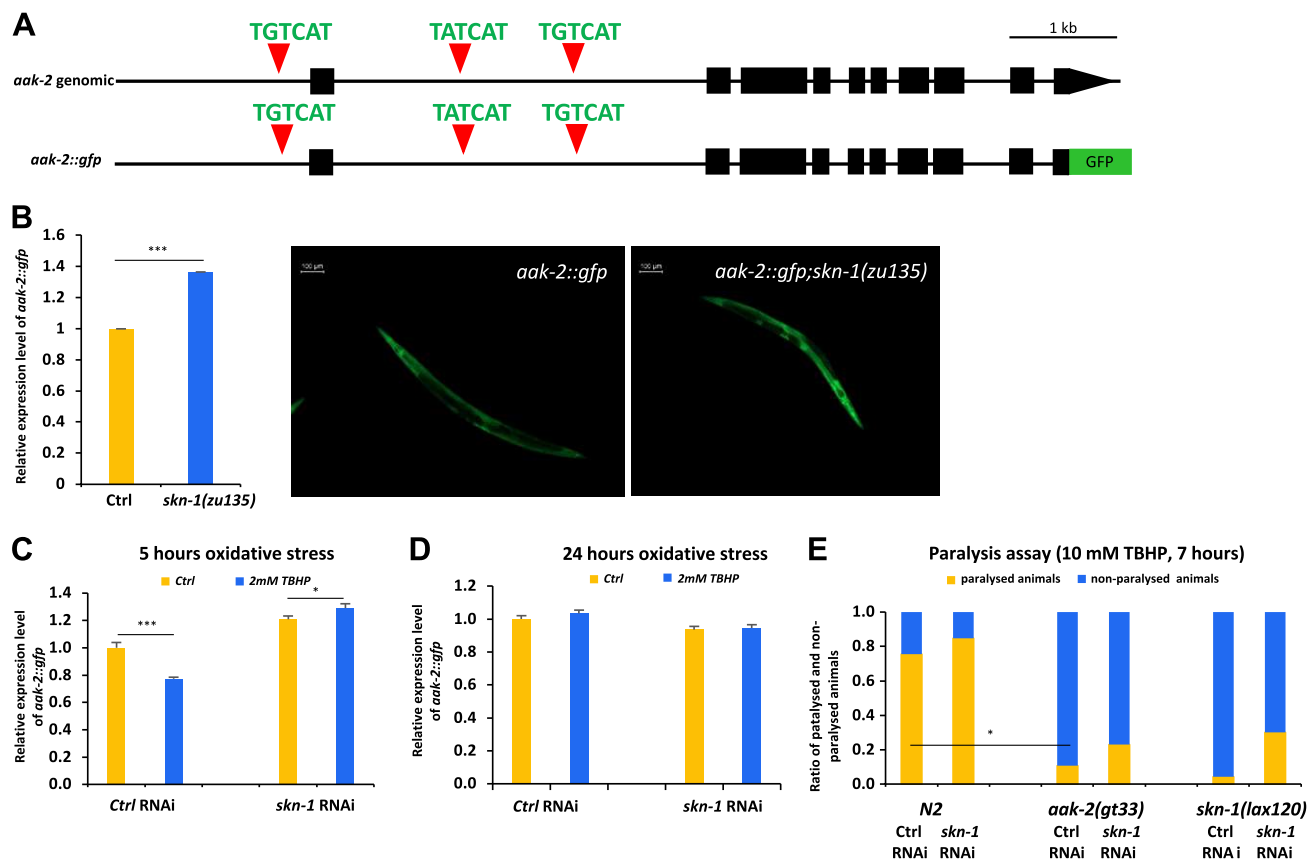 A
TGTCAT TATCAT TGTCAT
1 kb
aak-2 genomic
TGTCAT TATCAT TGTCAT
aak-2::gfp
GFP
B
Relative expression level of aak-2::gfp
1.6
1.4
1.2
1
0.8
0.6
0.4
0.2
0
***
Ctrl skn-1(zu135)
100 µm
aak-2::gfp
100 µm
aak-2::gfp;skn-1(zu135)
C
5 hours oxidative stress
Ctrl 2mM TBHP
Relative expression level
of aak-2::gfp
1.4
1.2
1.0
0.8
0.6
0.4
0.2
0.0
***
*
Ctrl RNAi skn-1 RNAi
D
24 hours oxidative stress
Ctrl 2mM TBHP
Relative expression level
of aak-2::gfp
1.2
1.0
0.8
0.6
0.4
0.2
0.0
Ctrl RNAi skn-1 RNAi
E
Paralysis assay (10 mM TBHP, 7 hours)
paralysed animals non-paralysed animals
Ratio of patalysed and non-
paralysed animals
1.0
0.8
0.6
0.4
0.2
0.0
*
N2 aak-2(gt33) skn-1(lax120)
Ctrl skn-1 Ctrl skn-1 Ctrl skn-1
RNAi RNAi RNAi RNAi RNA i RNAi